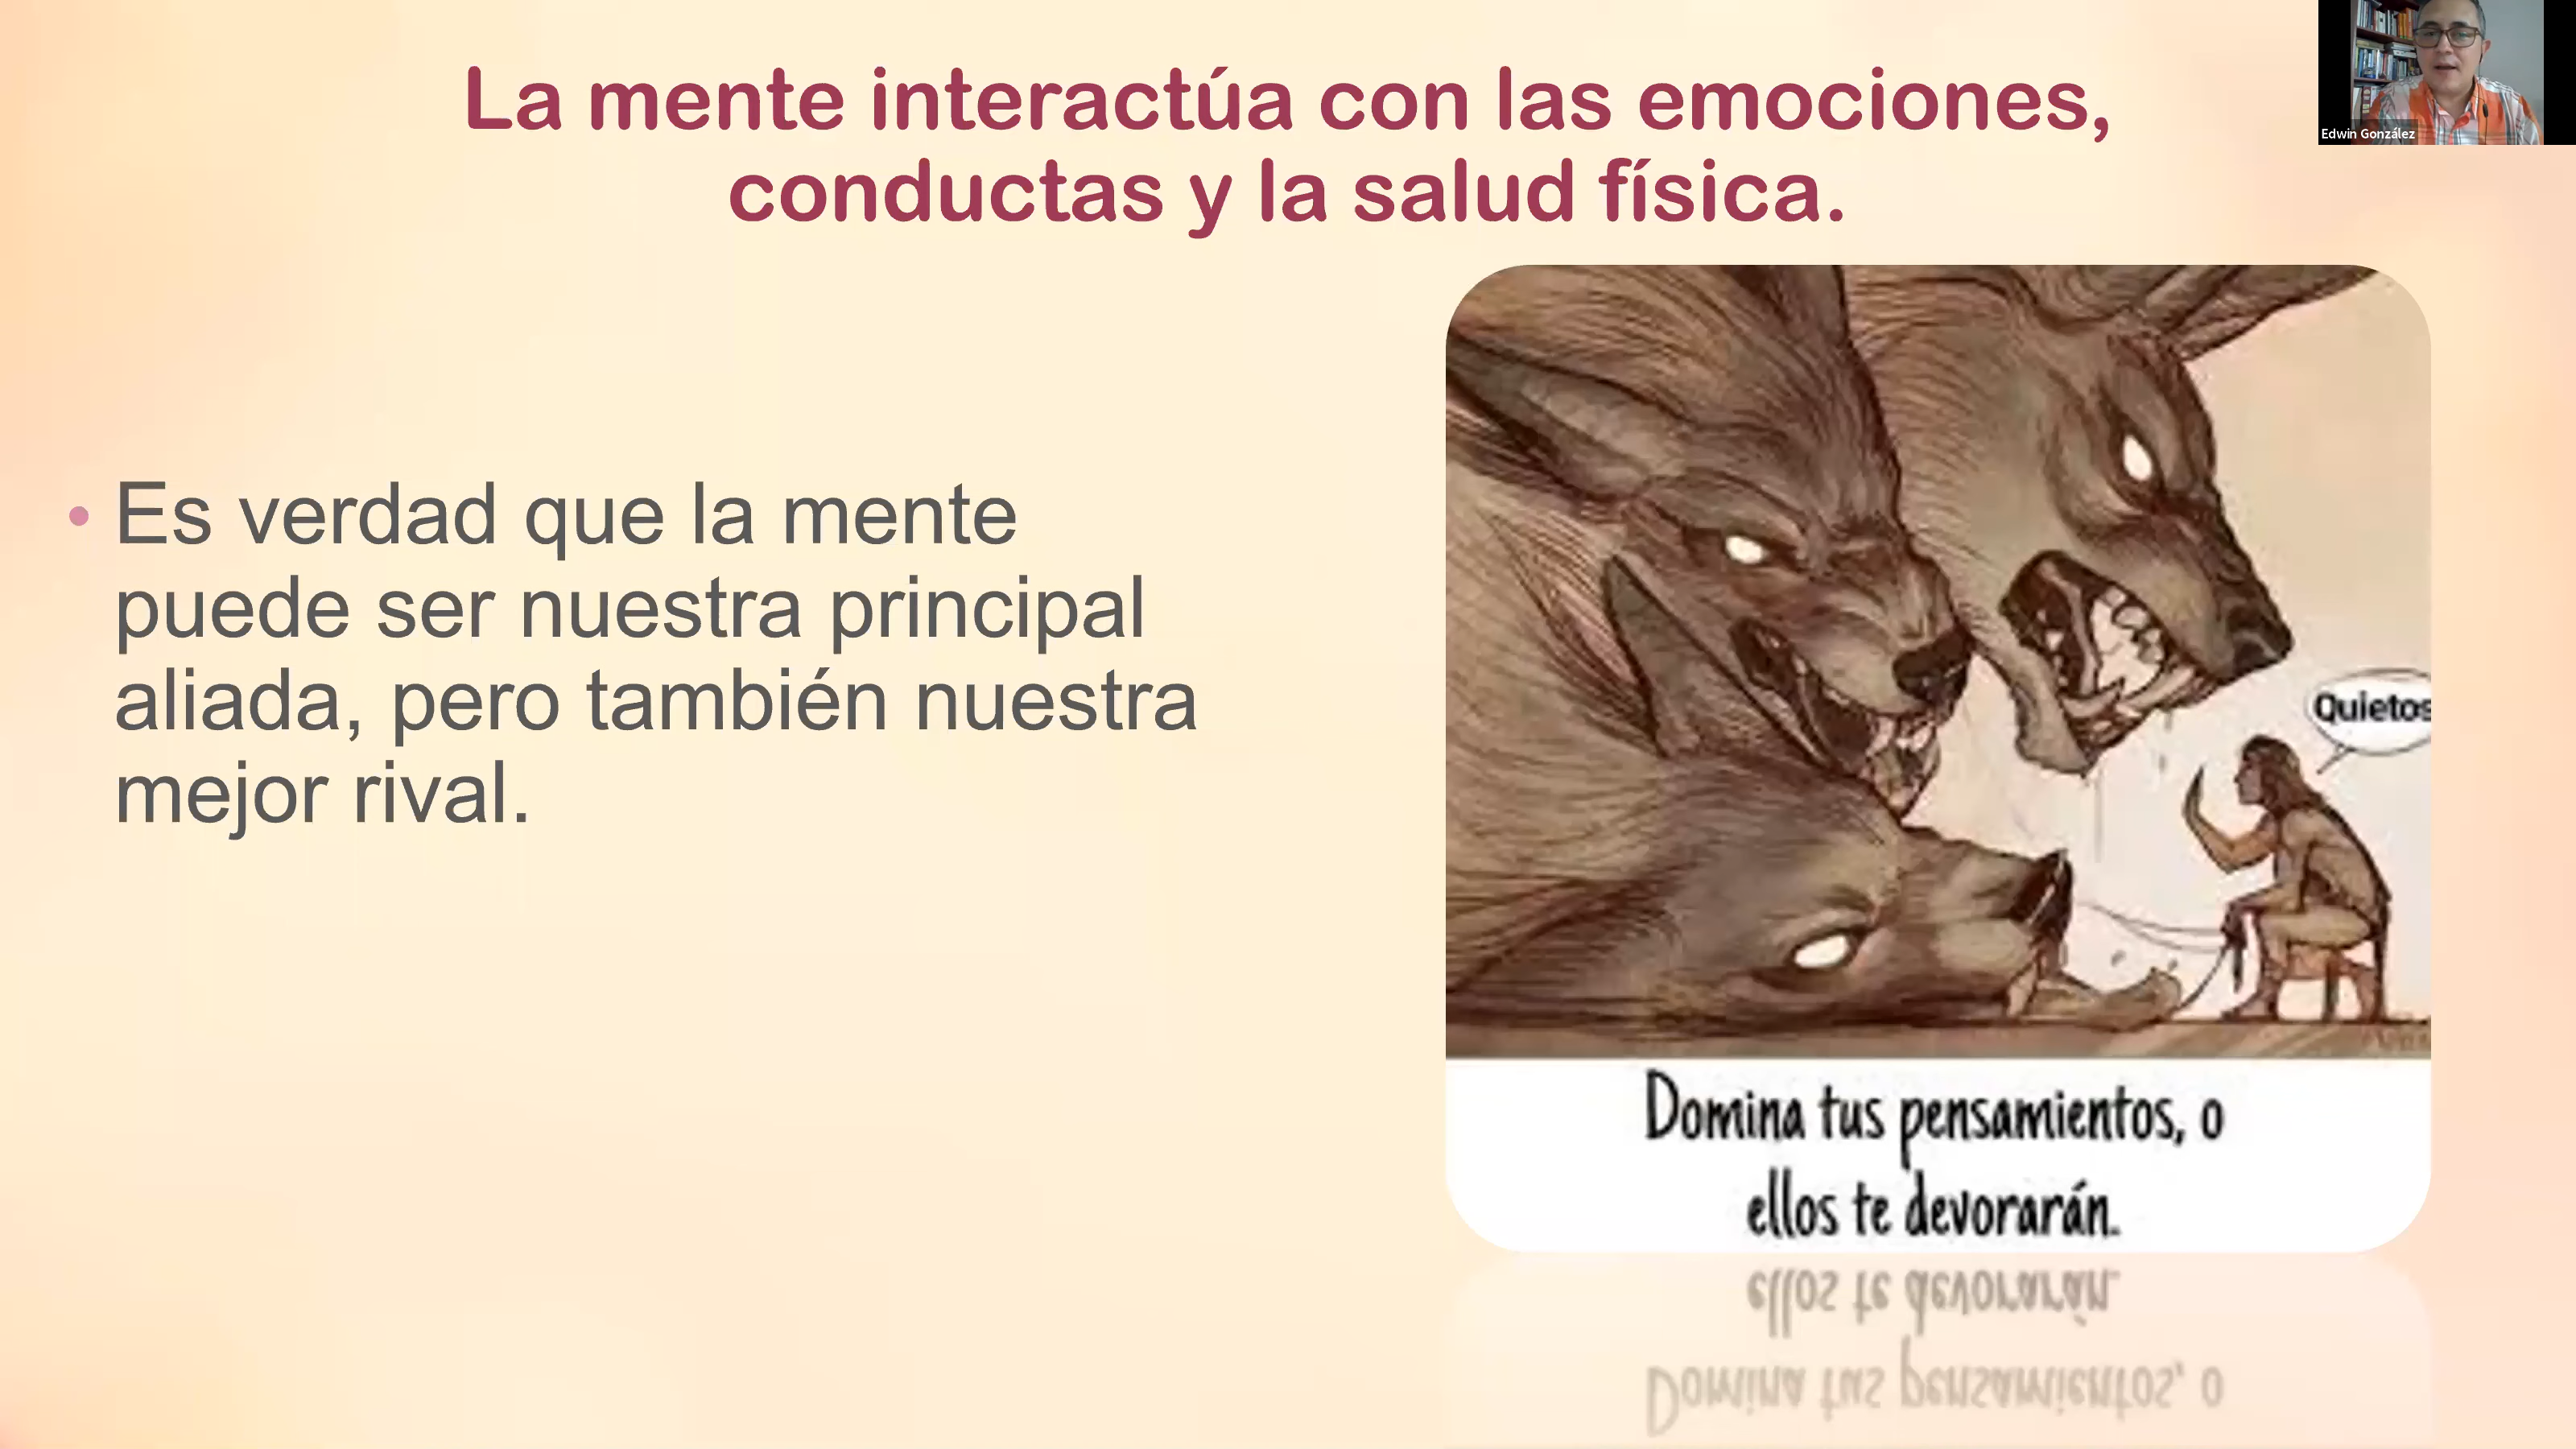 La mente interactúa con las emociones,
conductas y la salud física.
Edwin González
• Es verdad que la mente
puede ser nuestra principal
aliada, pero también nuestra
mejor rival.
Quietos
Domina tus pensamientos, o
ellos te devorarán.